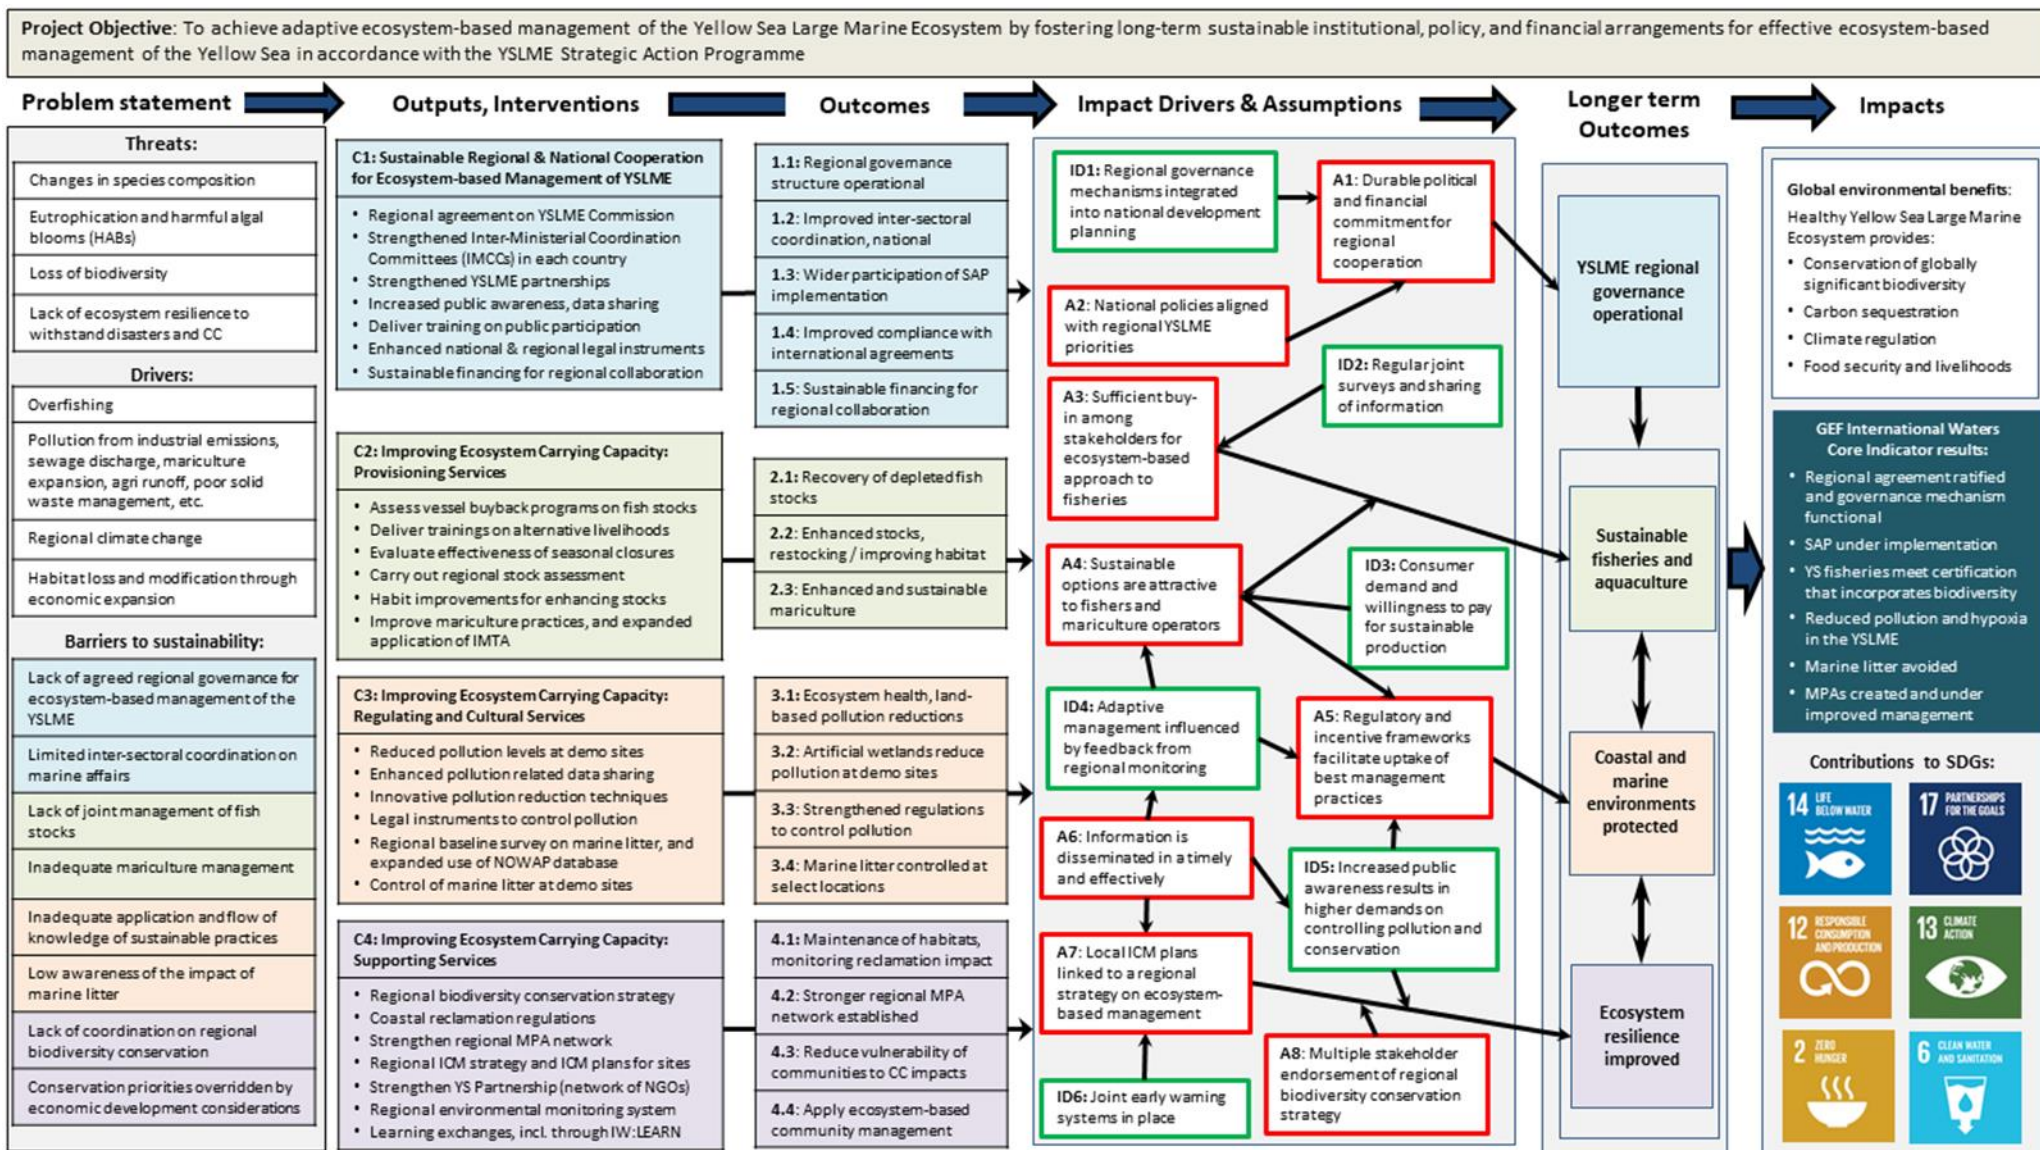 Project Objective: To achieve adaptive ecosystem-based management of the Yellow Sea Large Marine Ecosystem by fostering long-term sustainable institutional, policy, and financial arrangements for effective ecosystem-based
management of the Yellow Sea in accordance with the YSLME Strategic Action Programme
Problem statement
Outputs, Interventions
Outcomes
Impact Drivers & Assumptions
Longer term
Outcomes
Impacts
Threats:
Changes in species composition
Eutrophication and harmful algal
blooms (HABs)
Loss of biodiversity
Lack of ecosystem resilience to
withstand disasters and CC
Drivers:
Overfishing
Pollution from industrial emissions,
sewage discharge, mariculture
expansion, agri runoff, poor solid
waste management, etc.
Regional climate change
Habitat loss and modification through
economic expansion
Barriers to sustainability:
Lack of agreed regional governance for
ecosystem-based management of the
YSLME
Limited inter-sectoral coordination on
marine affairs
Lack of joint management of fish
stocks
Inadequate mariculture management
Inadequate application and flow of
knowledge of sustainable practices
Low awareness of the impact of
marine litter
Lack of coordination on regional
biodiversity conservation
Conservation priorities overridden by
economic development considerations
C1: Sustainable Regional & National Cooperation
for Ecosystem-based Management of YSLME
• Regional agreement on YSLME Commission
• Strengthened Inter-Ministerial Coordination
Committees (IMCCs) in each country
• Strengthened YSLME partnerships
• Increased public awareness, data sharing
• Deliver training on public participation
• Enhanced national & regional legal instruments
• Sustainable financing for regional collaboration
C2: Improving Ecosystem Carrying Capacity:
Provisioning Services
• Assess vessel buyback programs on fish stocks
• Deliver trainings on alternative livelihoods
• Evaluate effectiveness of seasonal closures
• Carry out regional stock assessment
• Habit improvements for enhancing stocks
• Improve mariculture practices, and expanded
application of IMTA
C3: Improving Ecosystem Carrying Capacity:
Regulating and Cultural Services
• Reduced pollution levels at demo sites
• Enhanced pollution related data sharing
• Innovative pollution reduction techniques
• Legal instruments to control pollution
• Regional baseline survey on marine litter, and
expanded use of NOWAP database
• Control of marine litter at demo sites
C4: Improving Ecosystem Carrying Capacity:
Supporting Services
• Regional biodiversity conservation strategy
• Coastal reclamation regulations
• Strengthen regional MPA network
• Regional ICM strategy and ICM plans for sites
• Strengthen YS Partnership (network of NGOs)
• Regional environmental monitoring system
• Learning exchanges, incl. through IW:LEARN
1.1: Regional governance
structure operational
1.2: Improved inter-sectoral
coordination, national
1.3: Wider participation of SAP
implementation
1.4: Improved compliance with
international agreements
1.5: Sustainable financing for
regional collaboration
2.1: Recovery of depleted fish
stocks
2.2: Enhanced stocks,
restocking / improving habitat
2.3: Enhanced and sustainable
mariculture
3.1: Ecosystem health, land-
based pollution reductions
3.2: Artificial wetlands reduce
pollution at demo sites
3.3: Strengthened regulations
to control pollution
3.4: Marine litter controlled at
select locations
4.1: Maintenance of habitats,
monitoring reclamation impact
4.2: Stronger regional MPA
network established
4.3: Reduce vulnerability of
communities to CC impacts
4.4: Apply ecosystem-based
community management
ID1: Regional governance
mechanisms integrated
into national development
planning
A1: Durable political
and financial
commitment for
regional
cooperation
A2: National policies aligned
with regional YSLME
priorities
ID2: Regular joint
surveys and sharing
of information
A3: Sufficient buy-
in among
stakeholders for
ecosystem-based
approach to
fisheries
A4: Sustainable
options are attractive
to fishers and
mariculture operators
ID3: Consumer
demand and
willingness to pay
for sustainable
production
ID4: Adaptive
management influenced
by feedback from
regional monitoring
A5: Regulatory and
incentive frameworks
facilitate uptake of
best management
practices
A6: Information is
disseminated in a timely
and effectively
ID5: Increased public
awareness results in
higher demands on
controlling pollution and
conservation
A7: Local ICM plans
linked to a regional
strategy on ecosystem-
based management
ID6: Joint early warning
systems in place
A8: Multiple stakeholder
endorsement of regional
biodiversity conservation
strategy
YSLME regional
governance
operational
Sustainable
fisheries and
aquaculture
Coastal and
marine
environments
protected
Ecosystem
resilience
improved
Global environmental benefits:
Healthy Yellow Sea Large Marine
Ecosystem provides:
• Conservation of globally
significant biodiversity
• Carbon sequestration
• Climate regulation
• Food security and livelihoods
GEF International Waters
Core Indicator results:
• Regional agreement ratified
and governance mechanism
functional
• SAP under implementation
• YS fisheries meet certification
that incorporates biodiversity
• Reduced pollution and hypoxia
in the YSLME
• Marine litter avoided
• MPAs created and under
improved management
Contributions to SDGs:
14 LIFE
BELOW WATER
17 PARTNERSHIPS
FOR THE GOALS
12 RESPONSIBLE
CONSUMPTION
AND PRODUCTION
13 CLIMATE
ACTION
2 ZERO
HUNGER
6 CLEAN WATER
AND SANITATION